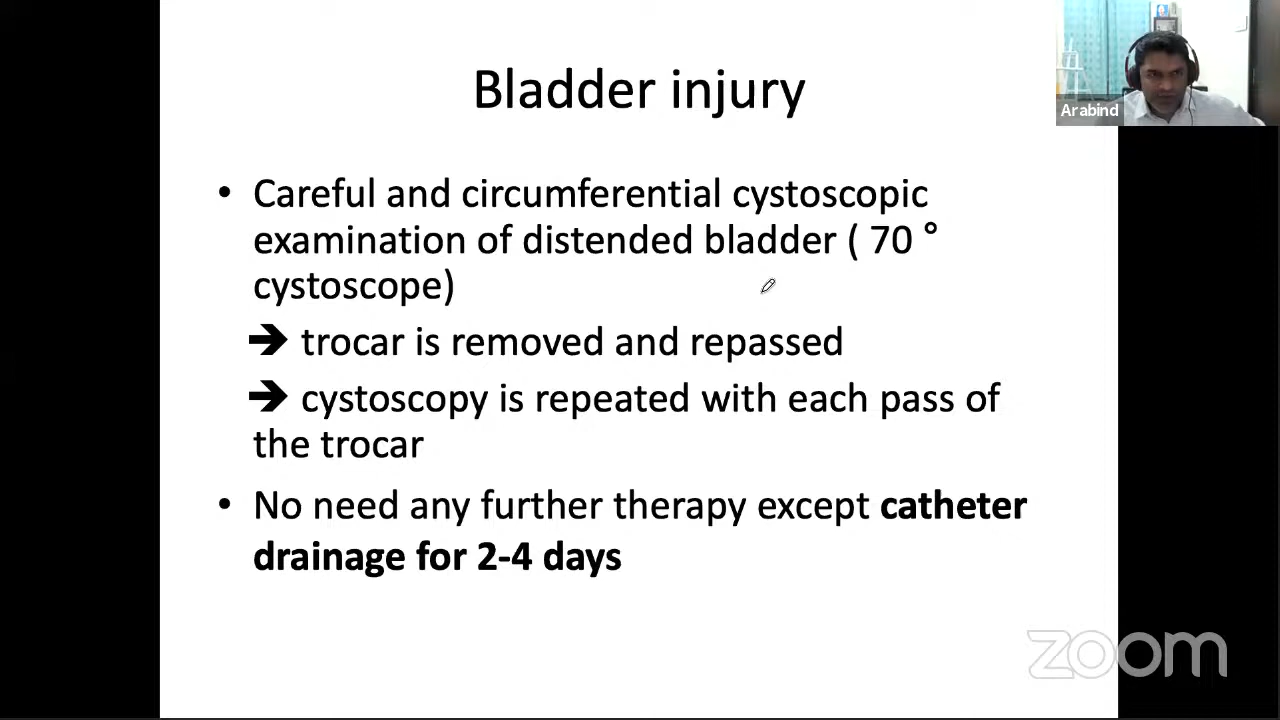 Bladder injury
Arabind
• Careful and circumferential cystoscopic
examination of distended bladder ( 70 °
cystoscope)
➔ trocar is removed and repassed
➔ cystoscopy is repeated with each pass of
the trocar
• No need any further therapy except catheter
drainage for 2-4 days
zoom